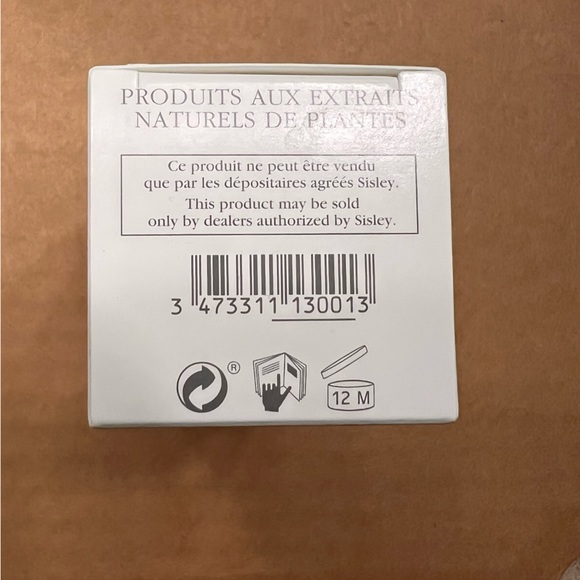 PRODUITS AUX EXTRAITS
NATURELS DE PLANTES
Ce produit ne peut être vendu
que par les dépositaires agréés Sisley.
This product may be sold
only by dealers authorized by Sisley.
3 473311 130013
®
12 M